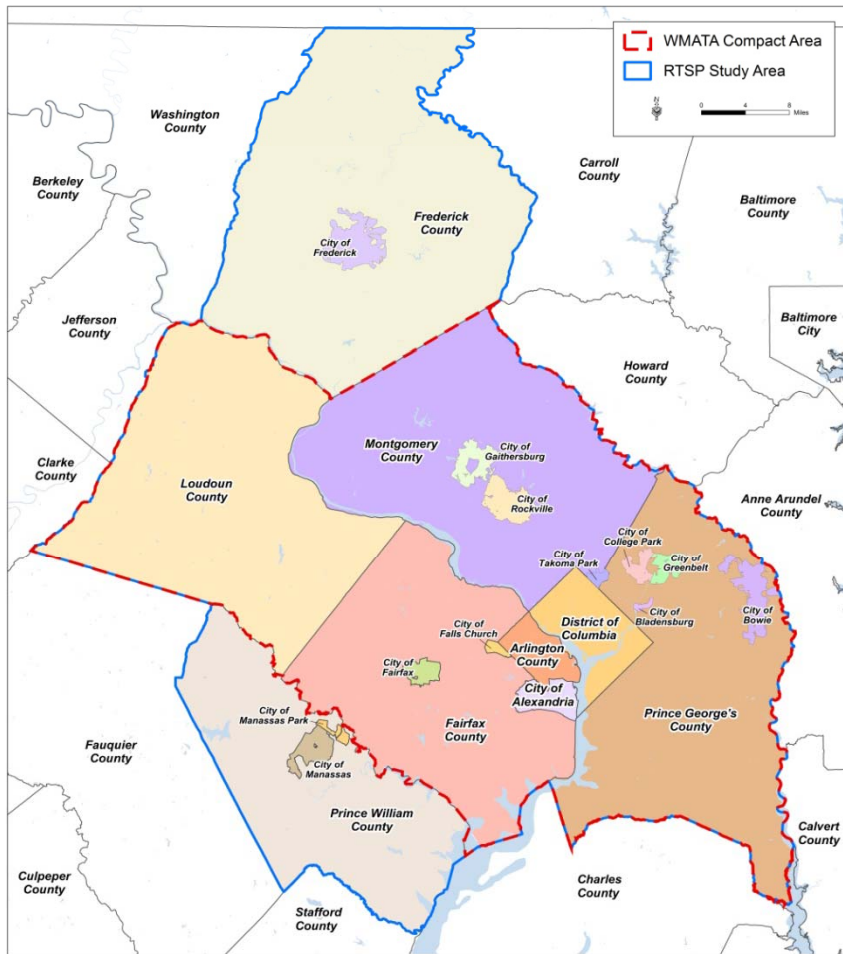 WMATA Compact Area
RTSP Study Area
N
0 4 8
Miles
Washington
County
Carroll
County
Berkeley
County
Baltimore
County
Frederick
County
City of
Frederick
Jefferson
County
Baltimore
City
Howard
County
Montgomery
County
City of
Gaithersburg
Clarke
County
Loudoun
County
City of
Rockville
Anne Arundel
County
City of
College Park
City of
Takoma Park
City of
Greenbelt
City of
Bladensburg
City of
Bowie
District of
Columbia
City of
Falls Church
Arlington
County
City of
Fairfax
City of
Alexandria
Prince George's
County
City of
Manassas Park
Fairfax
County
Fauquier
County
City of
Manassas
Prince William
County
Calvert
County
Culpeper
County
Charles
County
Stafford
County